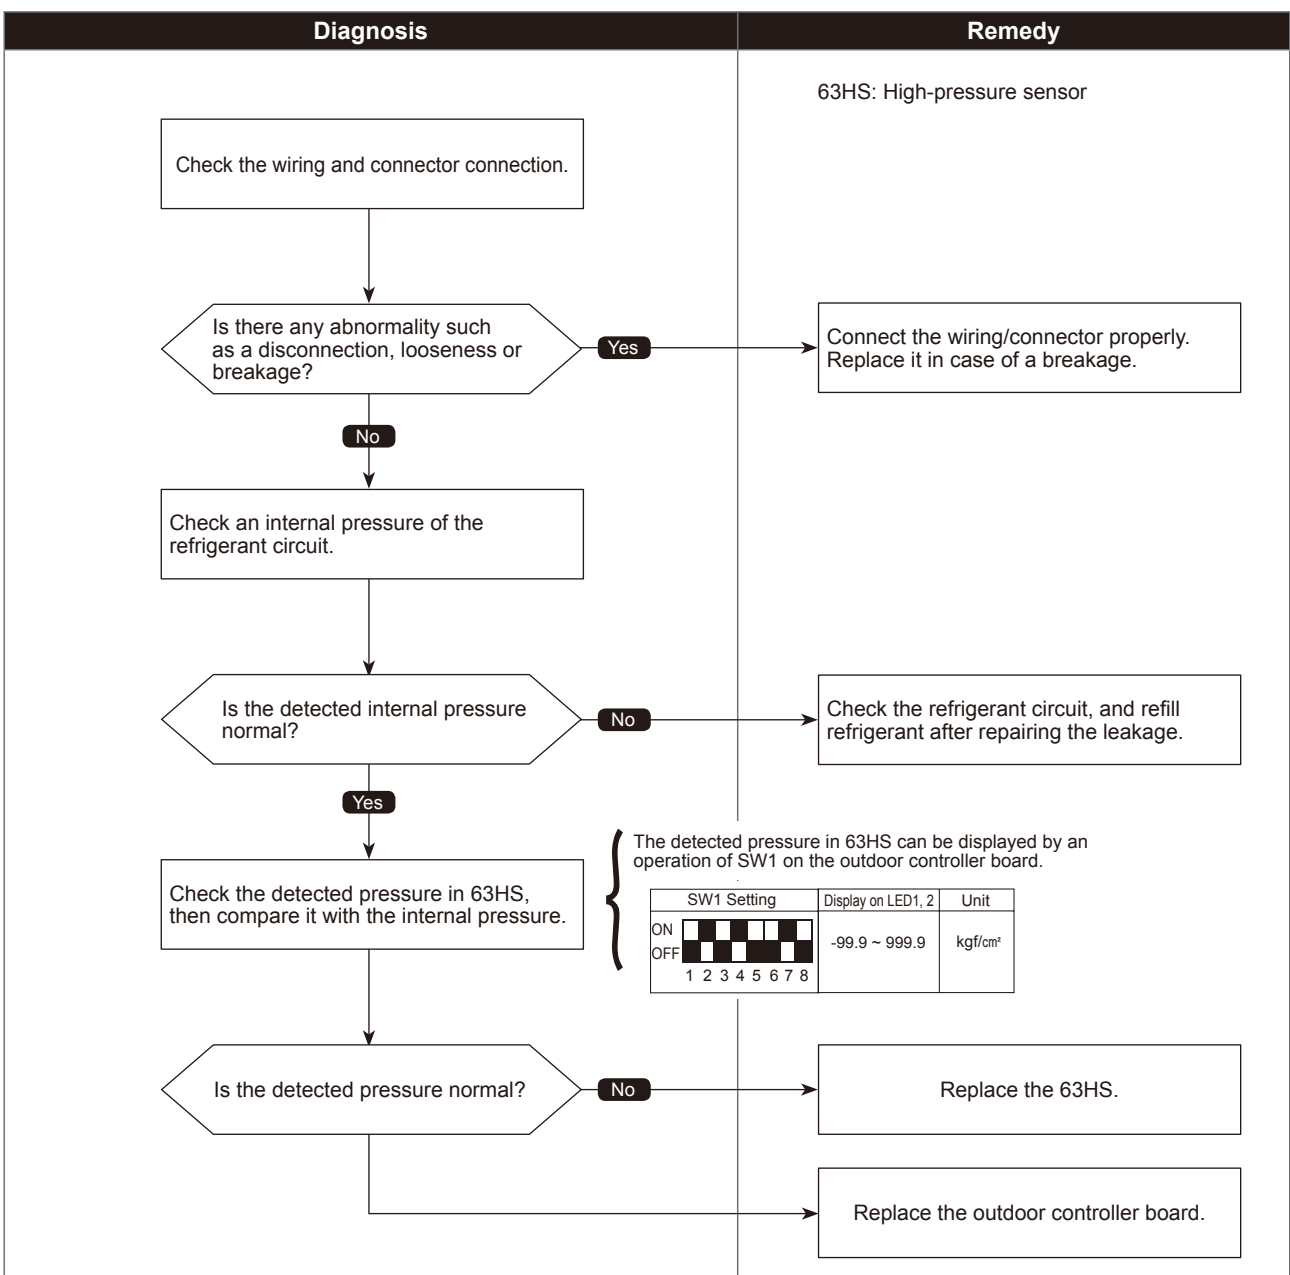 Diagnosis
Remedy
63HS: High-pressure sensor
Check the wiring and connector connection.
Is there any abnormality such
as a disconnection, looseness or
breakage?
Yes
Connect the wiring/connector properly.
Replace it in case of a breakage.
No
Check an internal pressure of the
refrigerant circuit.
Is the detected internal pressure
normal?
No
Check the refrigerant circuit, and refill
refrigerant after repairing the leakage.
Yes
Check the detected pressure in 63HS,
then compare it with the internal pressure.
The detected pressure in 63HS can be displayed by an
operation of SW1 on the outdoor controller board.
SW1 Setting
Display on LED1, 2
Unit
ON
OFF
1 2 3 4 5 6 7 8
-99.9 ~ 999.9
kgf/cm²
Is the detected pressure normal?
No
Replace the 63HS.
Replace the outdoor controller board.